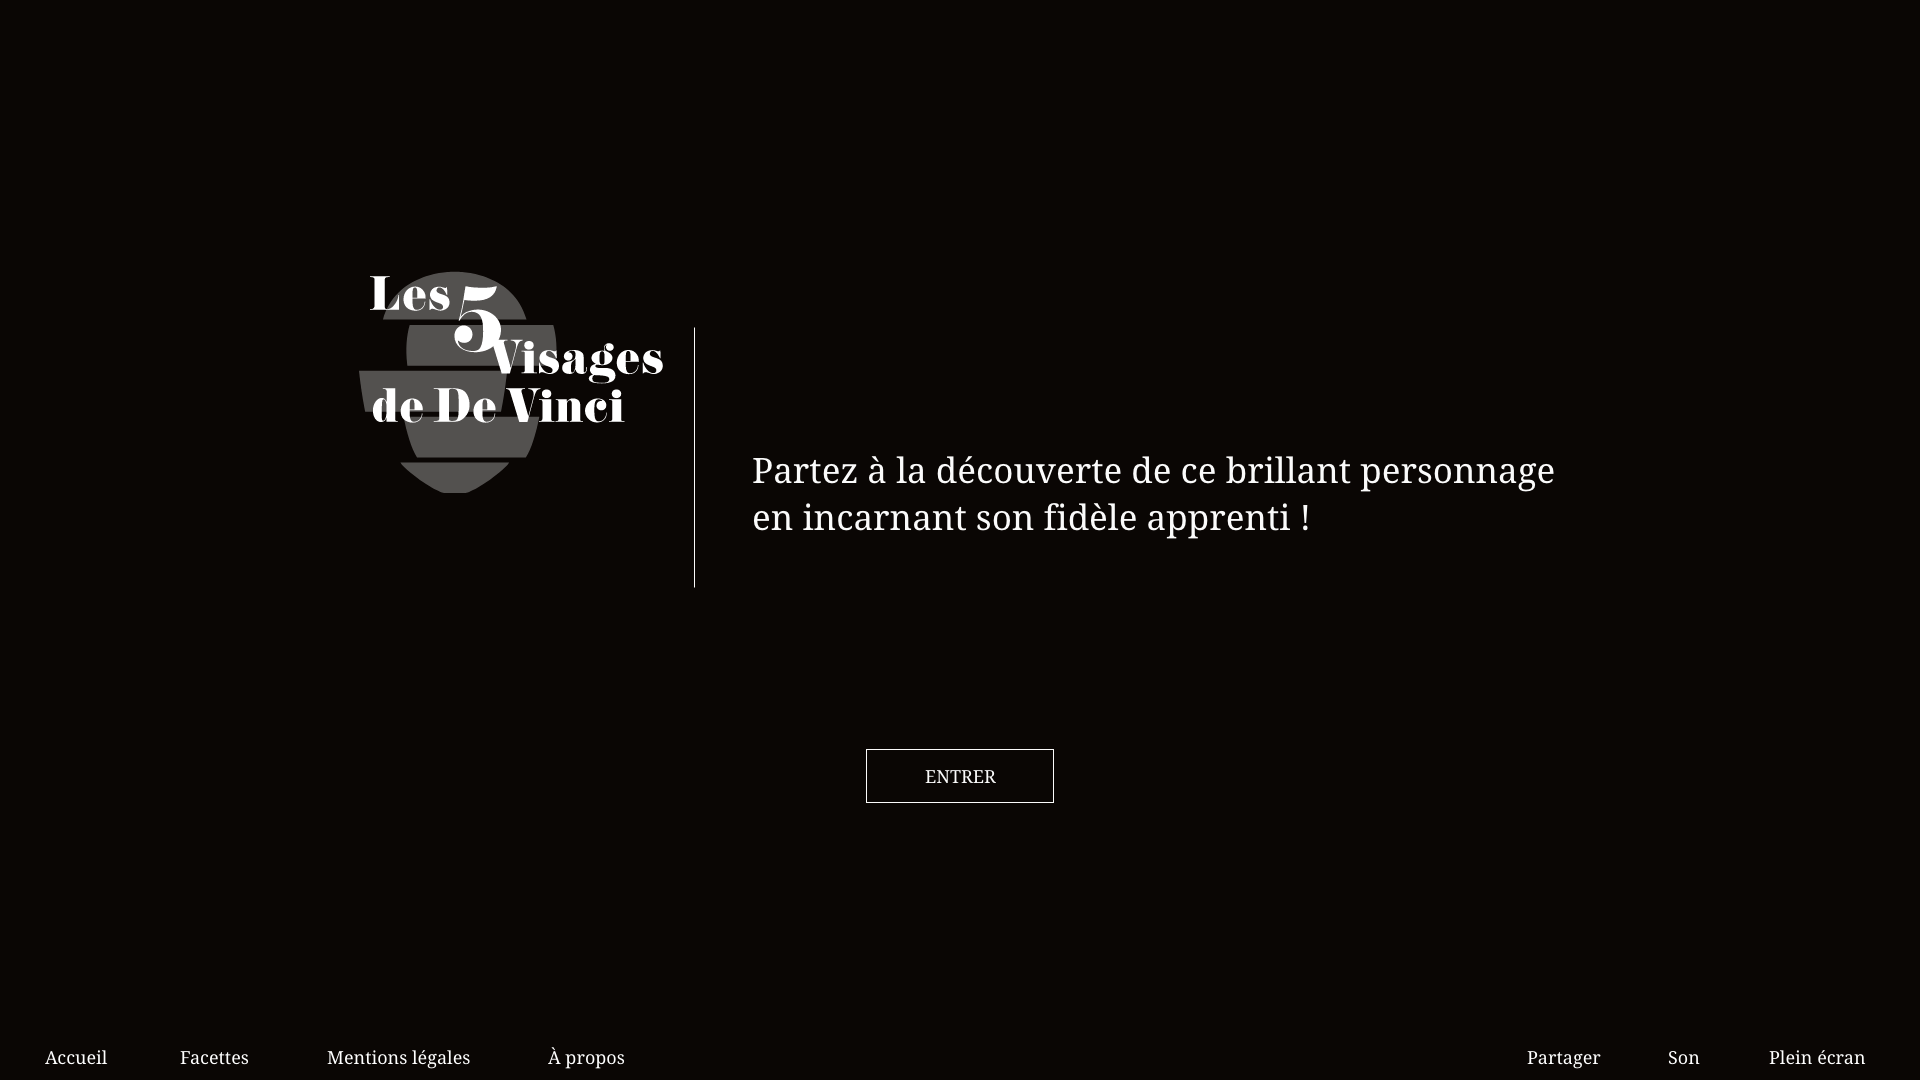 Les 5
Visages
de De Vinci
Partez à la découverte de ce brillant personnage
en incarnant son fidèle apprenti !
ENTRER
Accueil
Facettes
Mentions légales
À propos
Partager
Son
Plein écran